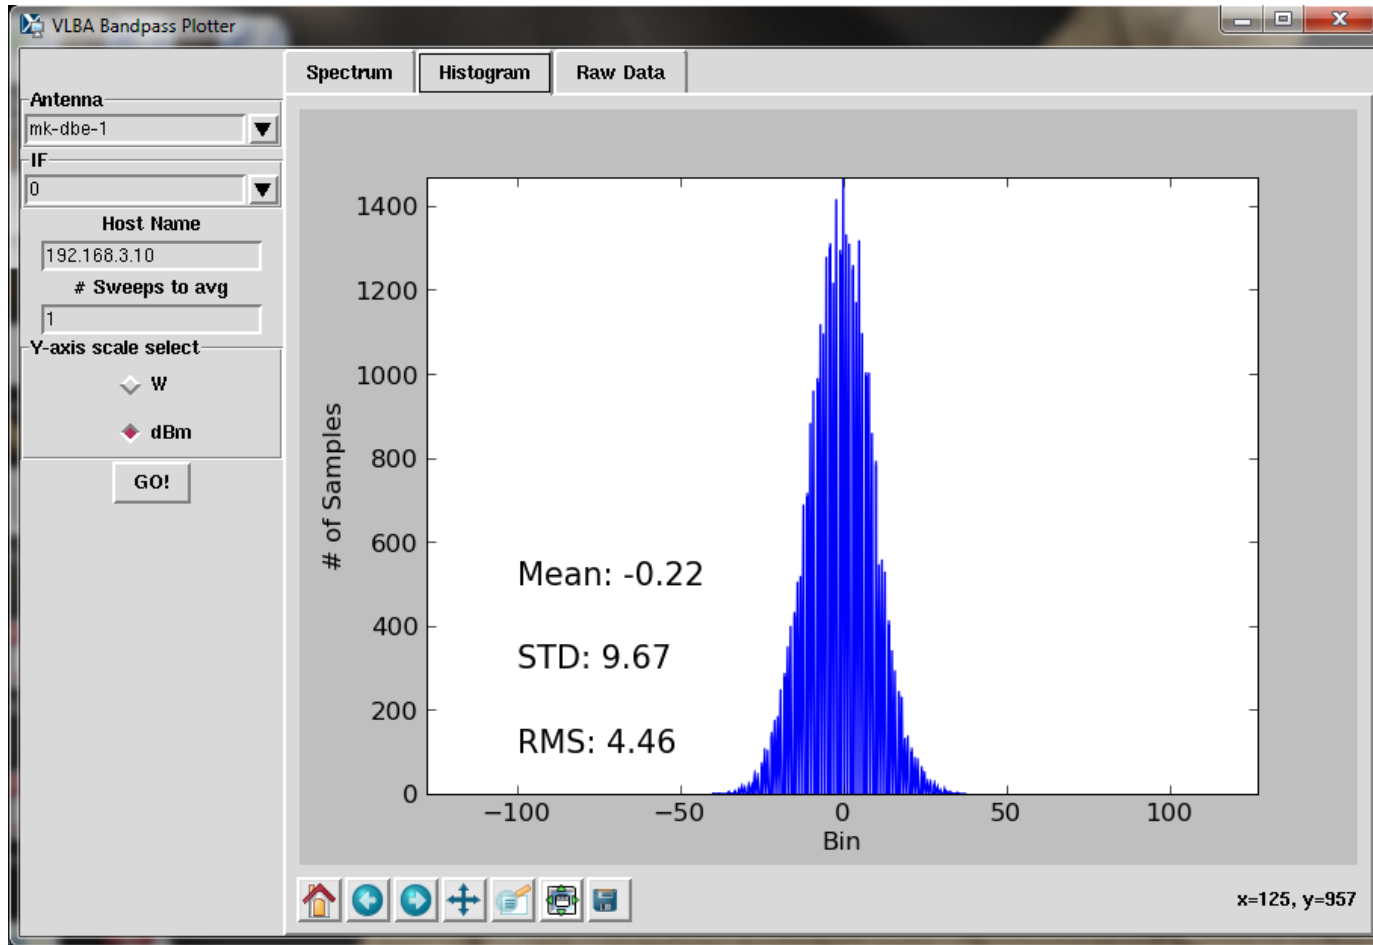 VLBA Bandpass Plotter
Antenna
mk-dbe-1
IF
0
Host Name
192.168.3.10
# Sweeps to avg
1
Y-axis scale select
W
dBm
GO!
Spectrum Histogram Raw Data
# of Samples
1400
1200
1000
800
600
400
200
0
Mean: -0.22
STD: 9.67
RMS: 4.46
−100 −50 0 50 100
Bin
x=125, y=957